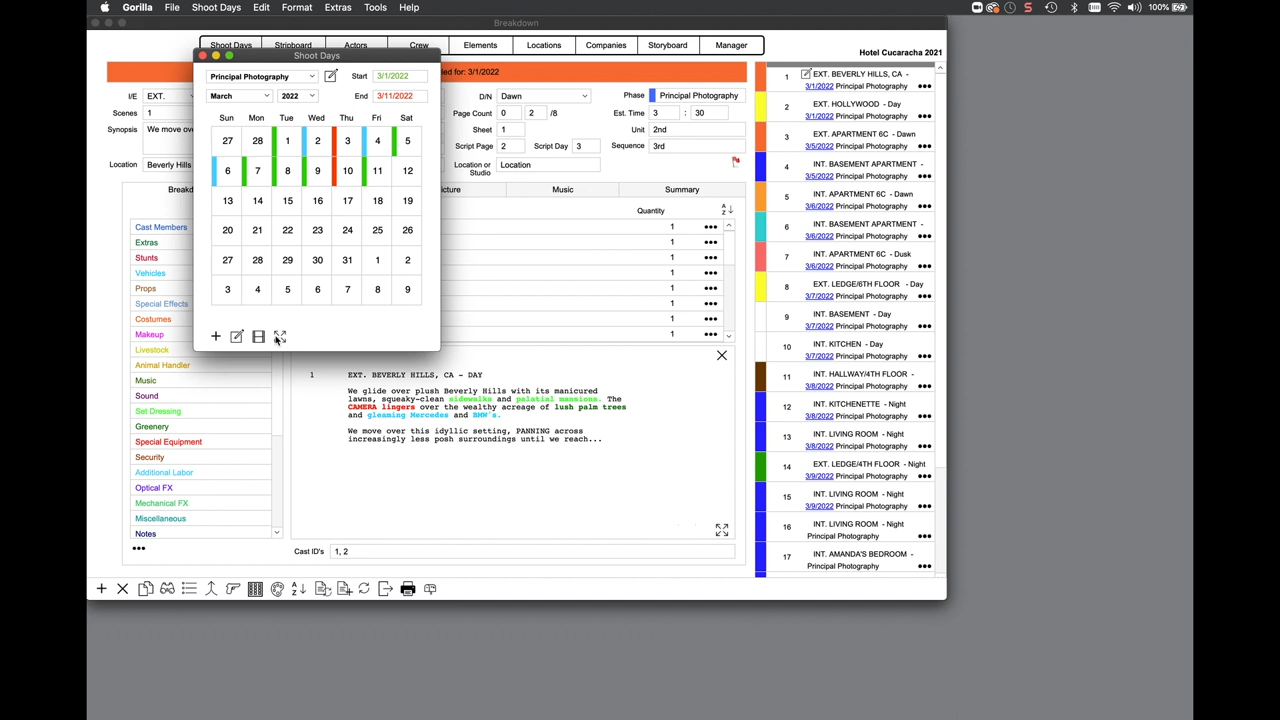 Gorilla File Shoot Days Edit Format Extras Tools Help 100%
Breakdown
Shoot Days Stripboard Actors Crew Elements Locations Companies Storyboard Manager
Hotel Cucaracha 2021
Shoot Days
Principal Photography Start 3/1/2022
March 2022 End 3/11/2022
Sun Mon Tue Wed Thu Fri Sat
27 28 1 2 3 4 5
6 7 8 9 10 11 12
13 14 15 16 17 18 19
20 21 22 23 24 25 26
27 28 29 30 31 1 2
3 4 5 6 7 8 9
led for: 3/1/2022
I/E EXT. D/N Dawn Phase Principal Photography
Scenes 1 Page Count 0 2 /8 Est. Time 3 : 30
Synopsis We move ove Sheet 1 Unit 2nd
Script Page 2 Script Day 3 Sequence 3rd
Location Beverly Hills Location or Studio Location
Breakd cture Music Summary
Quantity
1
1
1
1
1
1
1
1
Cast Members
Extras
Stunts
Vehicles
Props
Special Effects
Costumes
Makeup
Livestock
Animal Handler
Music
Sound
Set Dressing
Greenery
Special Equipment
Security
Additional Labor
Optical FX
Mechanical FX
Miscellaneous
Notes
1 EXT. BEVERLY HILLS, CA - DAY
We glide over plush Beverly Hills with its manicured
lawns, squeaky-clean sidewalks and palatial mansions. The
CAMERA lingers over the wealthy acreage of lush palm trees
and gleaming Mercedes and BMW's.
We move over this idyllic setting, PANNING across
increasingly less posh surroundings until we reach...
Cast ID's 1, 2
1 EXT. BEVERLY HILLS, CA -
3/1/2022 Principal Photography
2 EXT. HOLLYWOOD - Day
3/1/2022 Principal Photography
3 EXT. APARTMENT 6C - Dawn
3/5/2022 Principal Photography
4 INT. BASEMENT APARTMENT -
3/5/2022 Principal Photography
5 INT. APARTMENT 6C - Dawn
3/6/2022 Principal Photography
6 INT. BASEMENT APARTMENT -
3/6/2022 Principal Photography
7 INT. APARTMENT 6C - Dusk
3/6/2022 Principal Photography
8 EXT. LEDGE/6TH FLOOR - Day
3/7/2022 Principal Photography
9 INT. BASEMENT - Day
3/7/2022 Principal Photography
10 INT. KITCHEN - Day
3/7/2022 Principal Photography
11 INT. HALLWAY/4TH FLOOR -
3/8/2022 Principal Photography
12 INT. KITCHENETTE - Night
3/8/2022 Principal Photography
13 INT. LIVING ROOM - Night
3/8/2022 Principal Photography
14 EXT. LEDGE/4TH FLOOR - Night
3/9/2022 Principal Photography
15 INT. LIVING ROOM - Night
3/9/2022 Principal Photography
16 INT. LIVING ROOM - Night
Principal Photography
17 INT. AMANDA'S BEDROOM -
Principal Photography